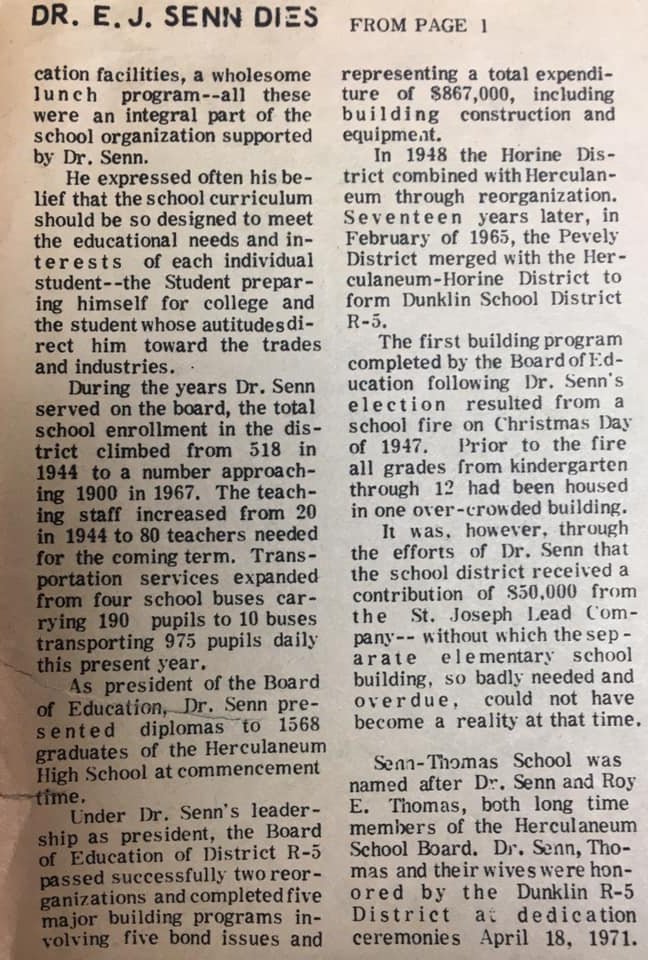 DR. E. J. SENN DIES FROM PAGE 1
cation facilities, a wholesome
lunch program--all these
were an integral part of the
school organization supported
by Dr. Senn.
He expressed often his be-
lief that the school curriculum
should be so designed to meet
the educational needs and in-
terests of each individual
student--the Student prepar-
ing himself for college and
the student whose autitudes di-
rect him toward the trades
and industries.
During the years Dr. Senn
served on the board, the total
school enrollment in the dis-
trict climbed from 518 in
1944 to a number approach-
ing 1900 in 1967. The teach-
ing staff increased from 20
in 1944 to 80 teachers needed
for the coming term. Trans-
portation services expanded
from four school buses car-
rying 190 pupils to 10 buses
transporting 975 pupils daily
this present year.
As president of the Board
of Education, Dr. Senn pre-
sented diplomas to 1568
graduates of the Herculaneum
High School at commencement
time.
Under Dr. Senn's leader-
ship as president, the Board
of Education of District R-5
passed successfully two reor-
ganizations and completed five
major building programs in-
volving five bond issues and
representing a total expendi-
ture of $867,000, including
building construction and
equipment.
In 1948 the Horine Dis-
trict combined with Herculan-
eum through reorganization.
Seventeen years later, in
February of 1965, the Pevely
District merged with the Her-
culaneum-Horine District to
form Dunklin School District
R-5.
The first building program
completed by the Board of Ed-
ucation following Dr. Senn's
election resulted from a
school fire on Christmas Day
of 1947. Prior to the fire
all grades from kindergarten
through 12 had been housed
in one over-crowded building.
It was, however, through
the efforts of Dr. Senn that
the school district received a
contribution of $50,000 from
the St. Joseph Lead Com-
pany-- without which the sep-
arate elementary school
building, so badly needed and
overdue, could not have
become a reality at that time.
Senn-Thomas School was
named after Dr. Senn and Roy
E. Thomas, both long time
members of the Herculaneum
School Board. Dr. Senn, Tho-
mas and their wives were hon-
ored by the Dunklin R-5
District at dedication
ceremonies April 18, 1971.